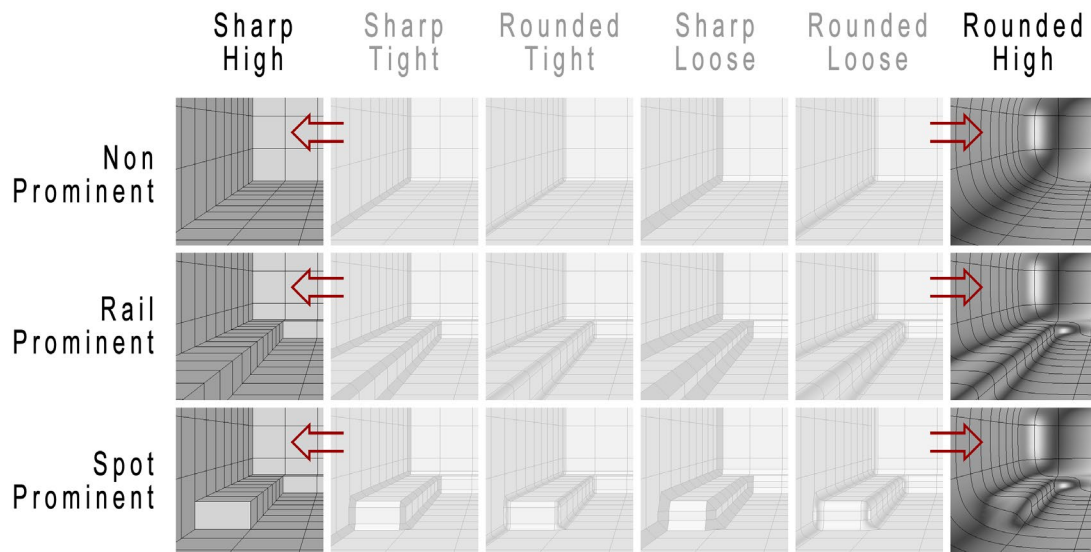 Sharp High
Sharp Tight
Rounded Tight
Sharp Loose
Rounded Loose
Rounded High
Non
Prominent
Rail
Prominent
Spot
Prominent